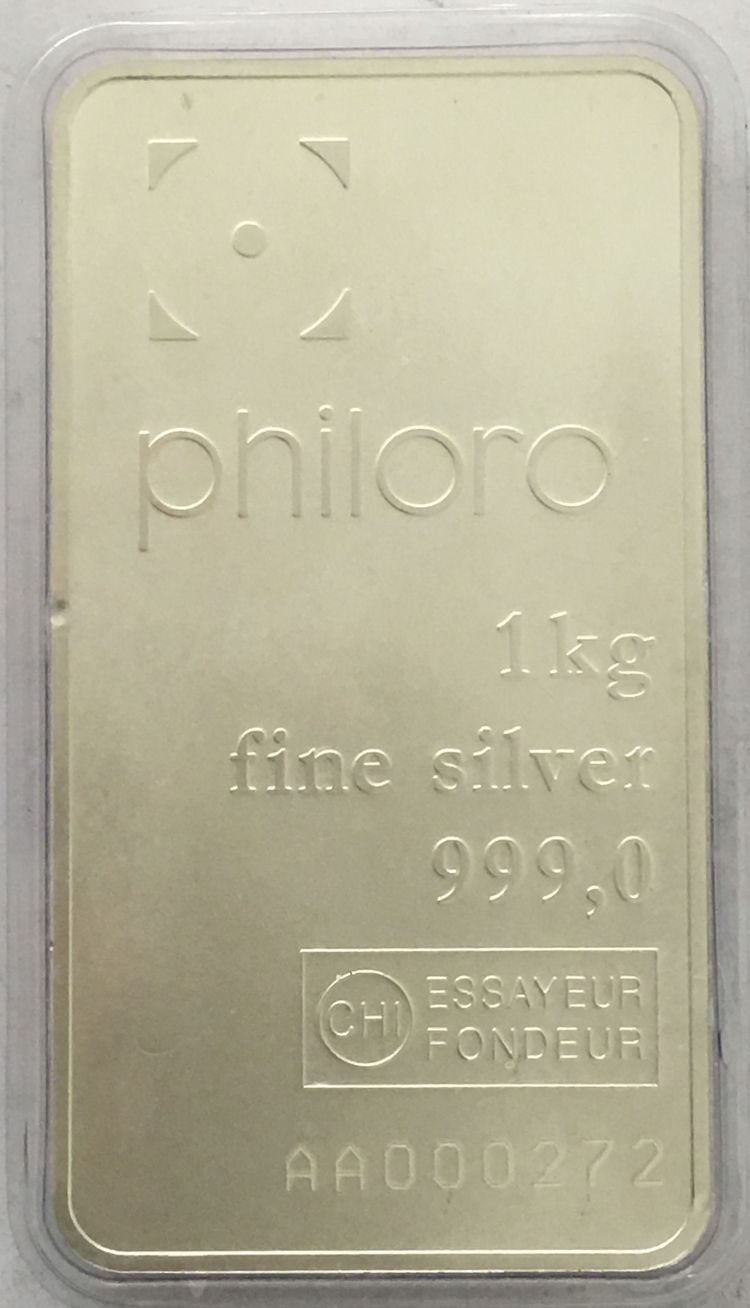 philoro
1kg
fine silver
999,0
CHI ESSAYEUR
FONDEUR
AA000272